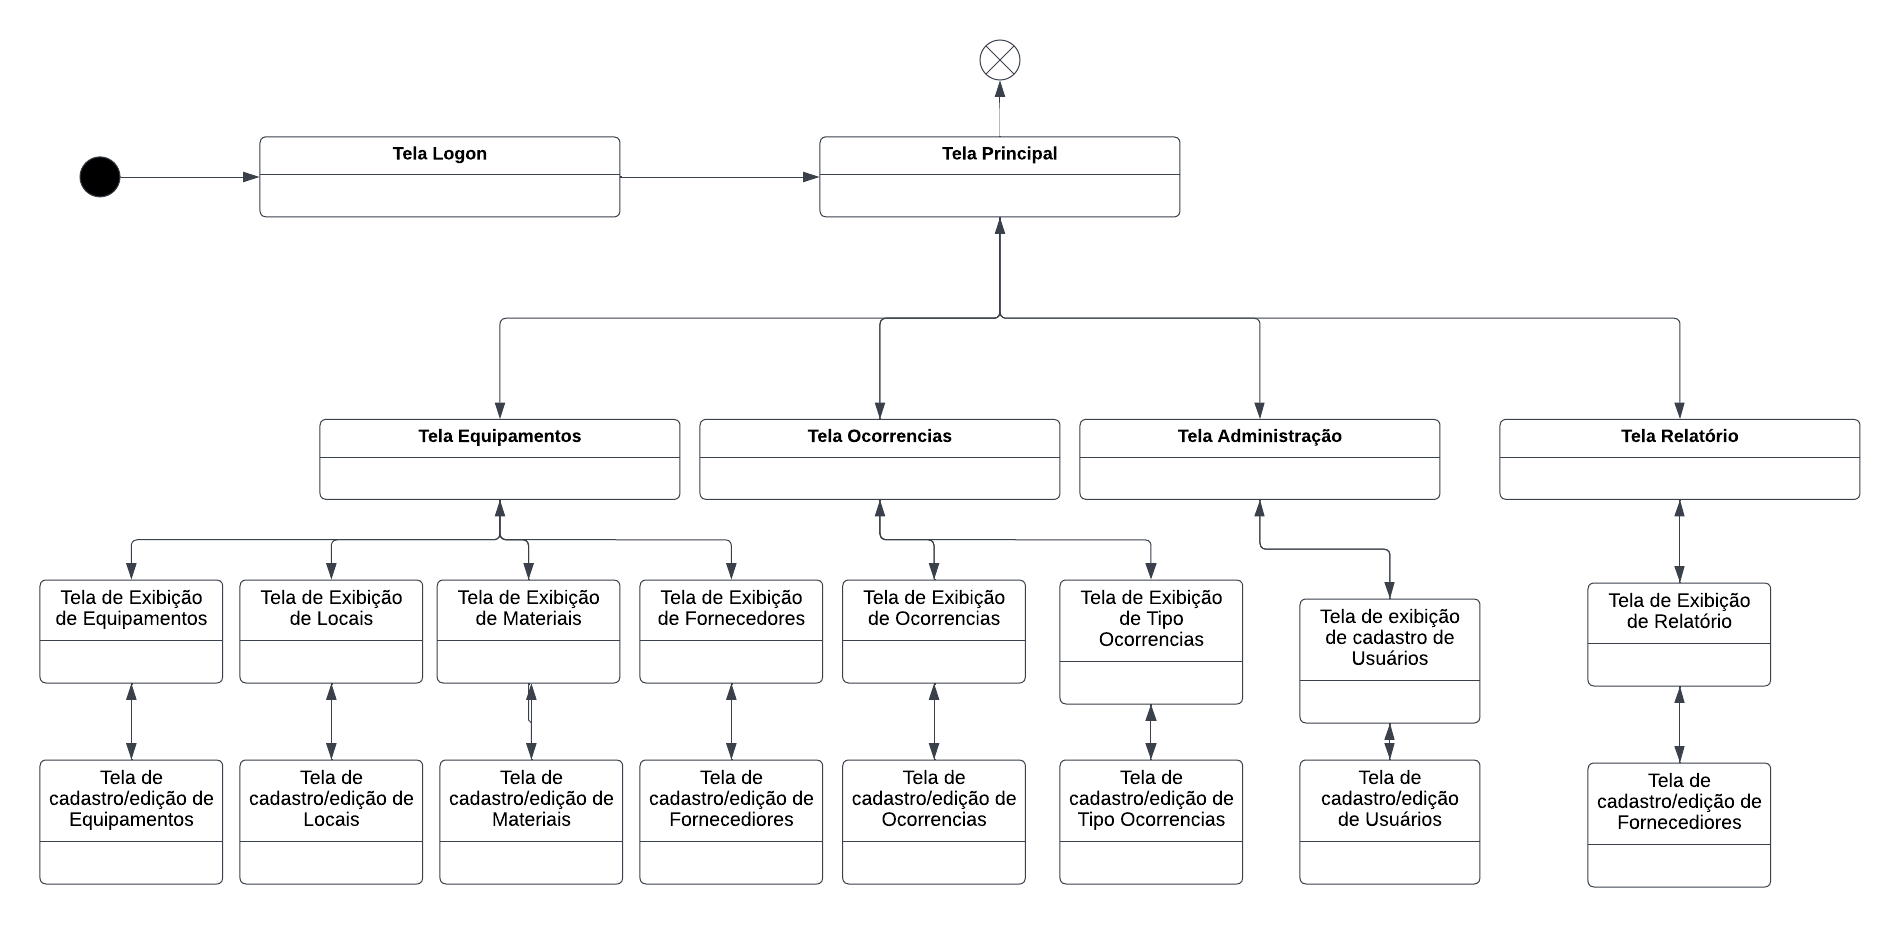 Tela Logon
Tela Principal
Tela Equipamentos
Tela Ocorrencias
Tela Administração
Tela Relatório
Tela de Exibição
de Equipamentos
Tela de Exibição
de Locais
Tela de Exibição
de Materiais
Tela de Exibição
de Fornecedores
Tela de Exibição
de Ocorrencias
Tela de Exibição
de Tipo
Ocorrencias
Tela de exibição
de cadastro de
Usuários
Tela de Exibição
de Relatório
Tela de
cadastro/edição de
Equipamentos
Tela de
cadastro/edição de
Locais
Tela de
cadastro/edição de
Materiais
Tela de
cadastro/edição de
Fornecediores
Tela de
cadastro/edição de
Ocorrencias
Tela de
cadastro/edição de
Tipo Ocorrencias
Tela de
cadastro/edição
de Usuários
Tela de
cadastro/edição de
Fornecediores